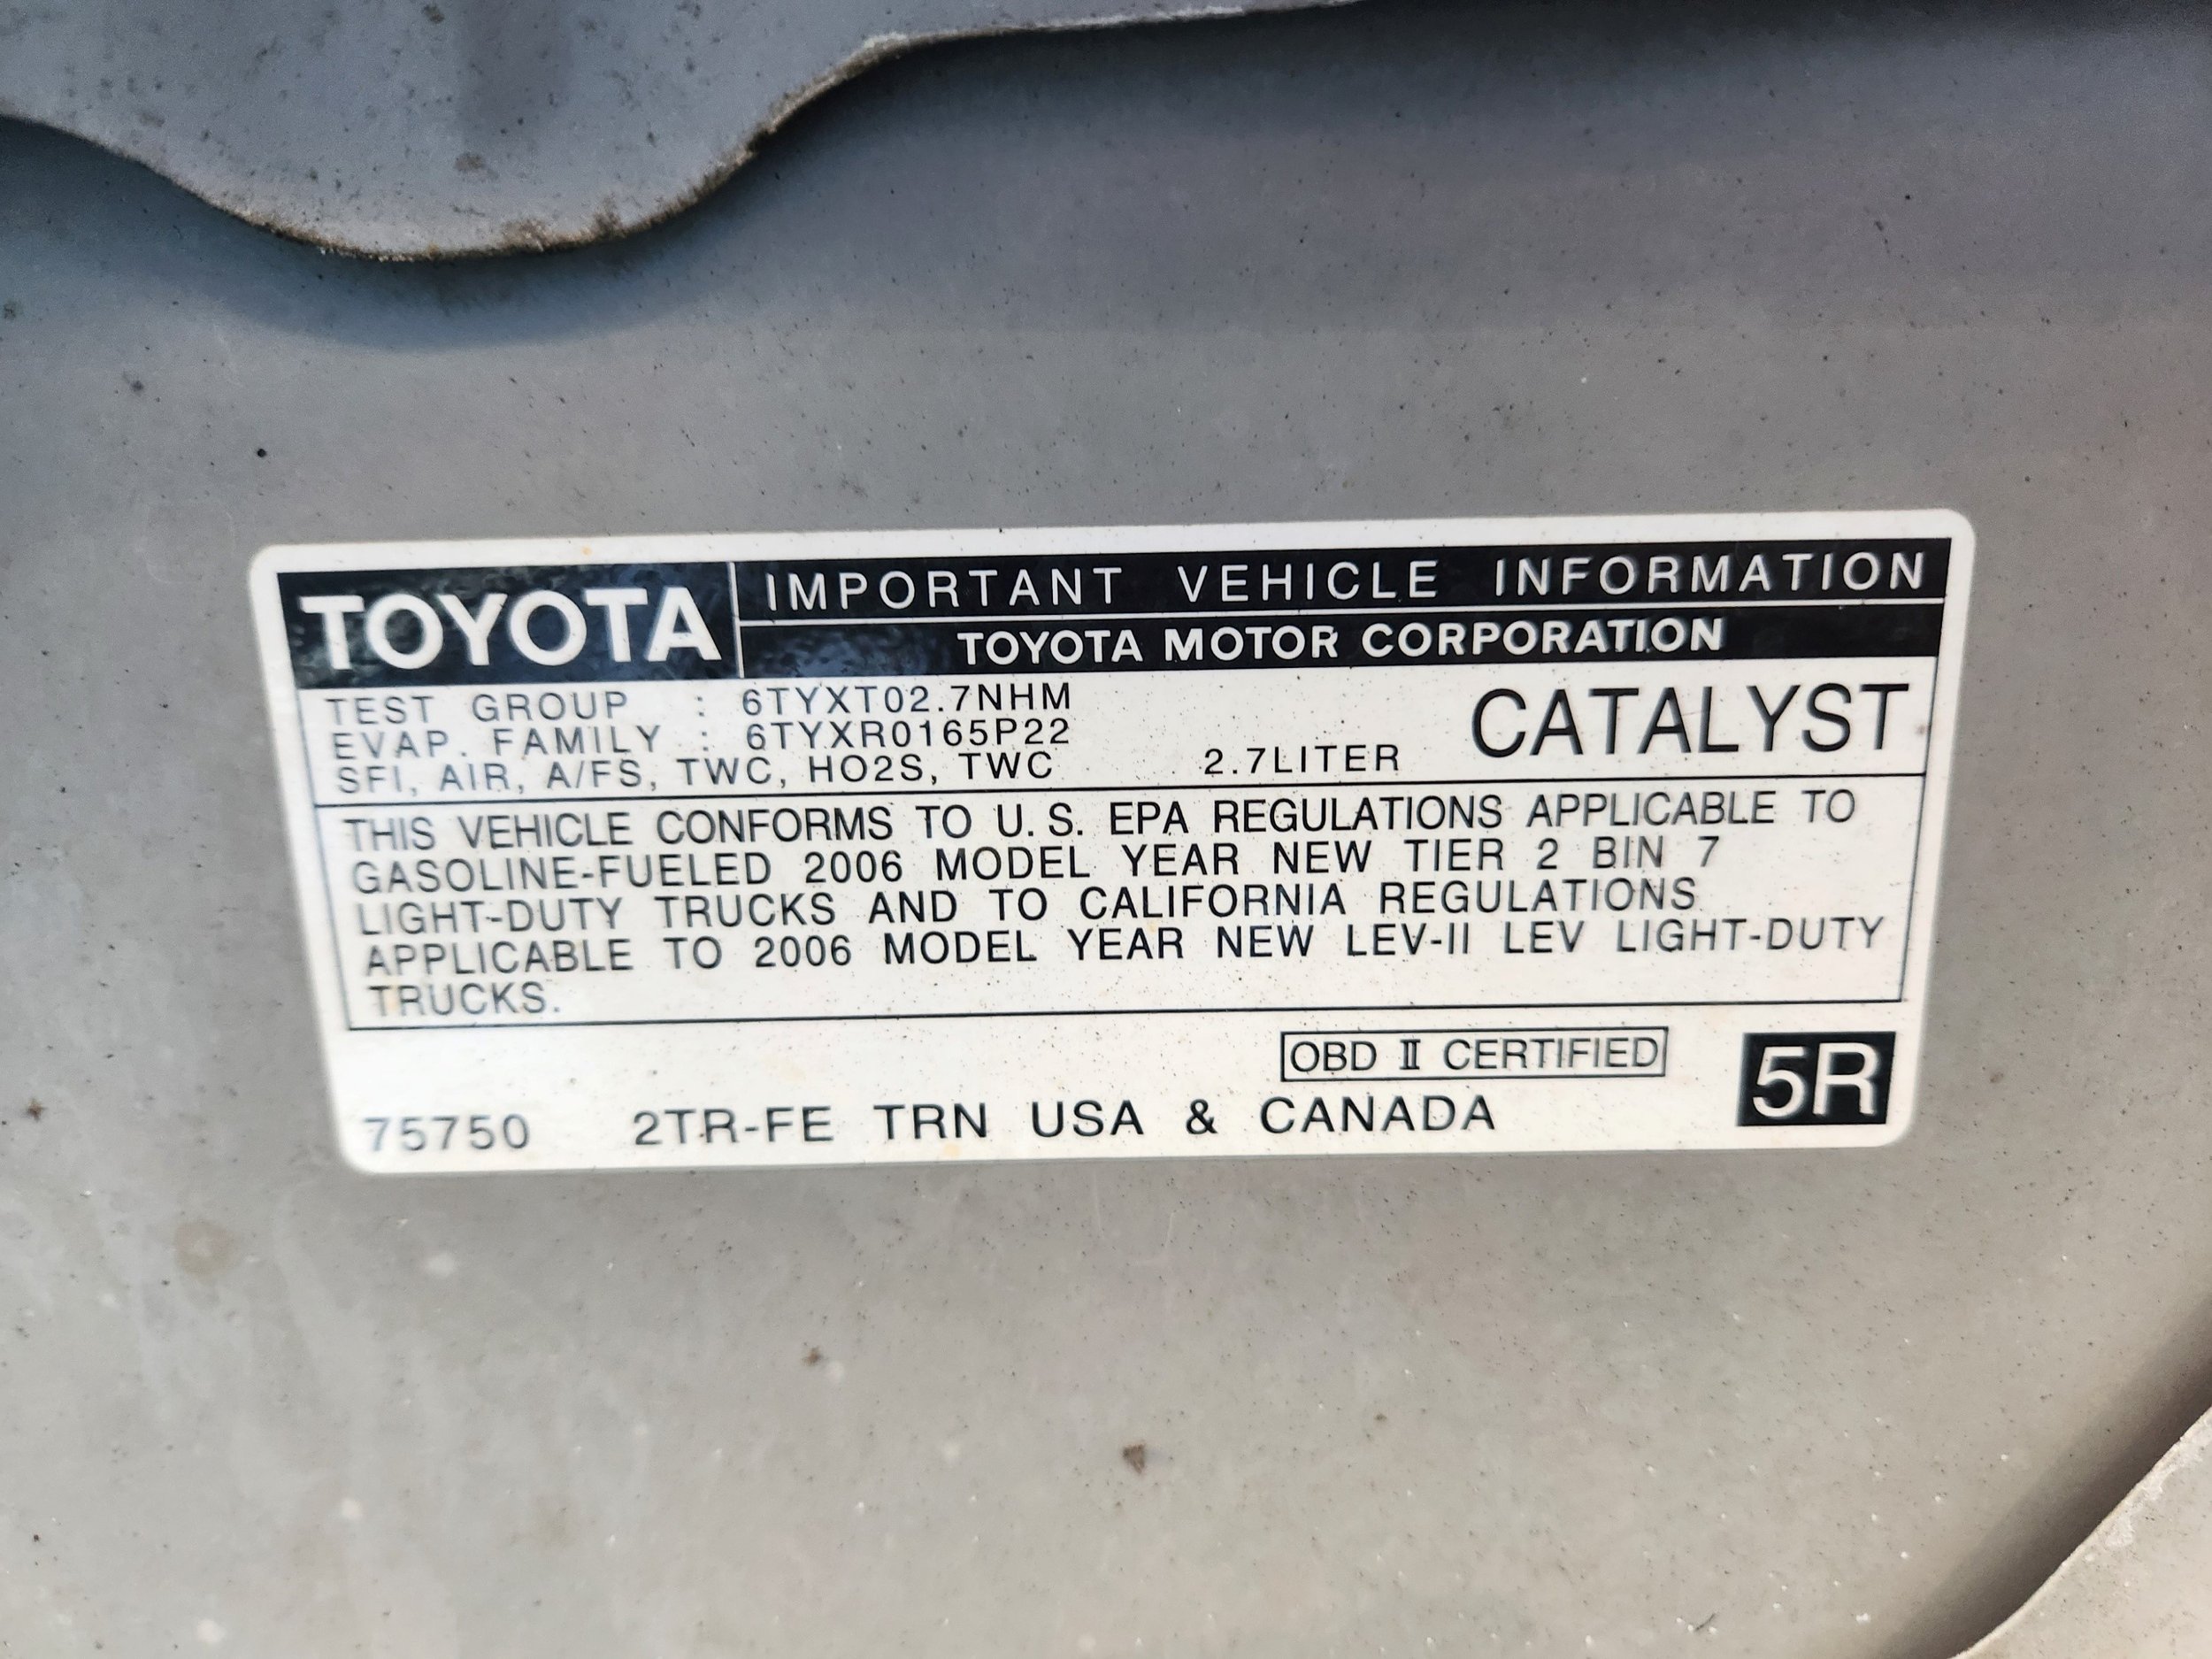 TOYOTA IMPORTANT VEHICLE INFORMATION
TOYOTA MOTOR CORPORATION
TEST GROUP : 6TYXT02.7NHM
EVAP. FAMILY : 6TYXR0165P22
SFI, AIR, A/FS, TWC, HO2S, TWC 2.7LITER CATALYST
THIS VEHICLE CONFORMS TO U.S. EPA REGULATIONS APPLICABLE TO
GASOLINE-FUELED 2006 MODEL YEAR NEW TIER 2 BIN 7
LIGHT-DUTY TRUCKS AND TO CALIFORNIA REGULATIONS
APPLICABLE TO 2006 MODEL YEAR NEW LEV-II LEV LIGHT-DUTY
TRUCKS.
OBD II CERTIFIED 5R
75750 2TR-FE TRN USA & CANADA